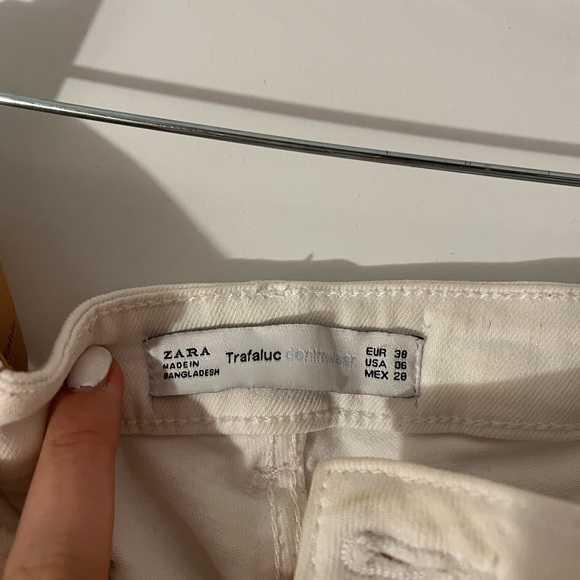 ZARA
MADE IN
BANGLADESH
Trafaluc denimwear
EUR 38
USA 06
MEX 28